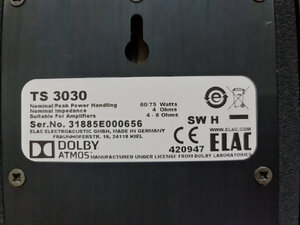 TS 3030
Nominal/Peak Power Handling 60/75 Watts
Nominal Impedance 4 Ohms
Suitable For Amplifiers 4 - 8 Ohms
Ser.No. 31885E000656
SW H
ELAC ELECTROACUSTIC GMBH, MADE IN GERMANY
FRAUNHOFERSTR. 16, 24118 KIEL
WWW.ELAC.COM
DOLBY
ATMOS
CE
420947
ELAC
MANUFACTURED UNDER LICENSE FROM DOLBY LABORATORIES